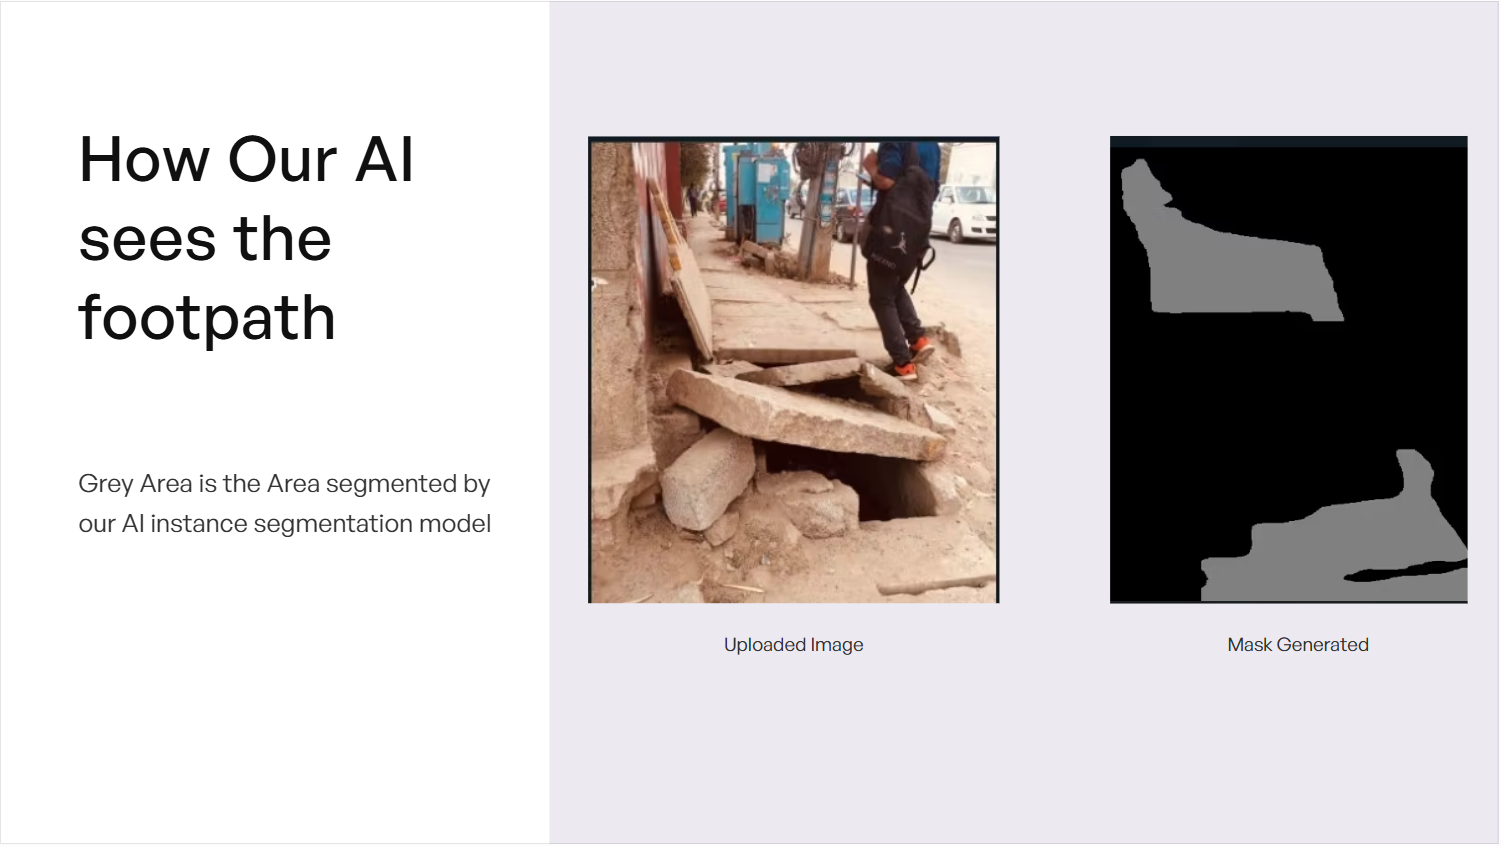 How Our AI
sees the
footpath
Grey Area is the Area segmented by
our AI instance segmentation model
Uploaded Image
Mask Generated